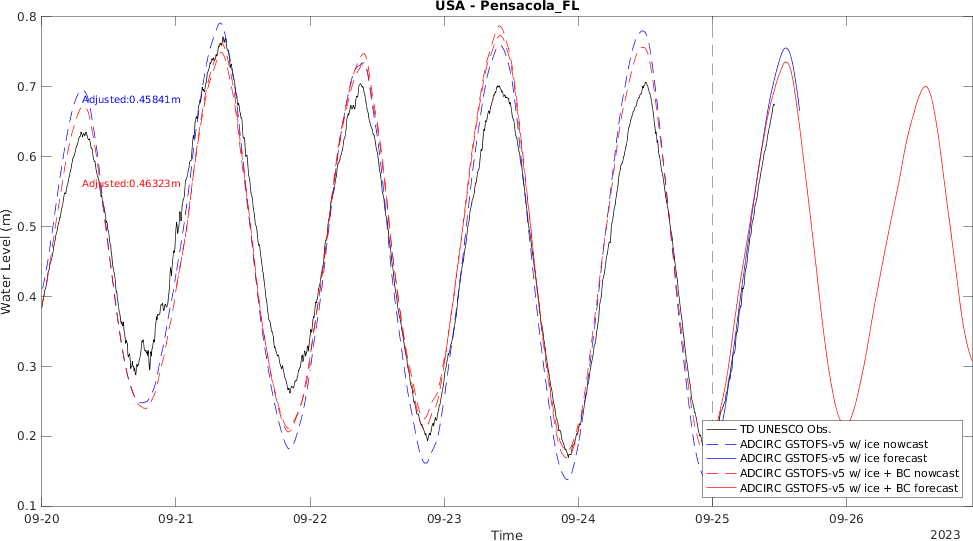 USA - Pensacola_FL
0.8
0.7
Adjusted:0.45841m
0.6
Adjusted:0.46323m
0.5
Water Level (m)
0.4
0.3
0.2
0.1
TD UNESCO Obs.
ADCIRC GSTOFS-v5 w/ ice nowcast
ADCIRC GSTOFS-v5 w/ ice forecast
ADCIRC GSTOFS-v5 w/ ice + BC nowcast
ADCIRC GSTOFS-v5 w/ ice + BC forecast
09-20 09-21 09-22 09-23 09-24 09-25 09-26
Time
2023